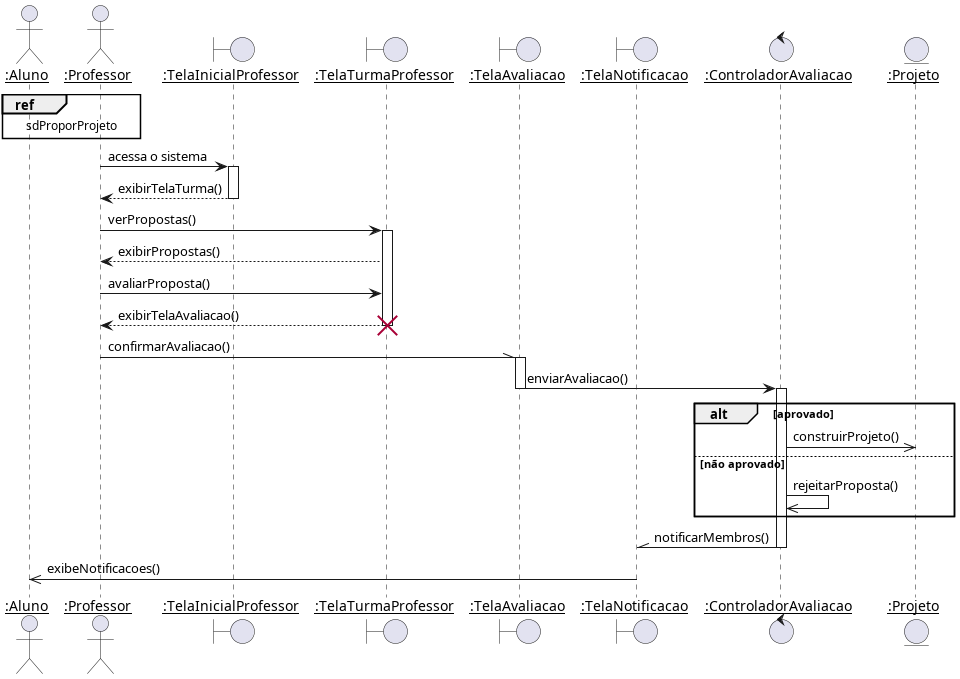 :Aluno :Professor :TelaInicialProfessor :TelaTurmaProfessor :TelaAvaliacao :TelaNotificacao :ControladorAvaliacao :Projeto
ref
sdProporProjeto
acessa o sistema
exibirTelaTurma()
verPropostas()
exibirPropostas()
avaliarProposta()
exibirTelaAvaliacao()
confirmarAvaliacao()
enviarAvaliacao()
alt [aprovado]
construirProjeto()
[não aprovado]
rejeitarProposta()
notificarMembros()
exibeNotificacoes()
:Aluno :Professor :TelaInicialProfessor :TelaTurmaProfessor :TelaAvaliacao :TelaNotificacao :ControladorAvaliacao :Projeto